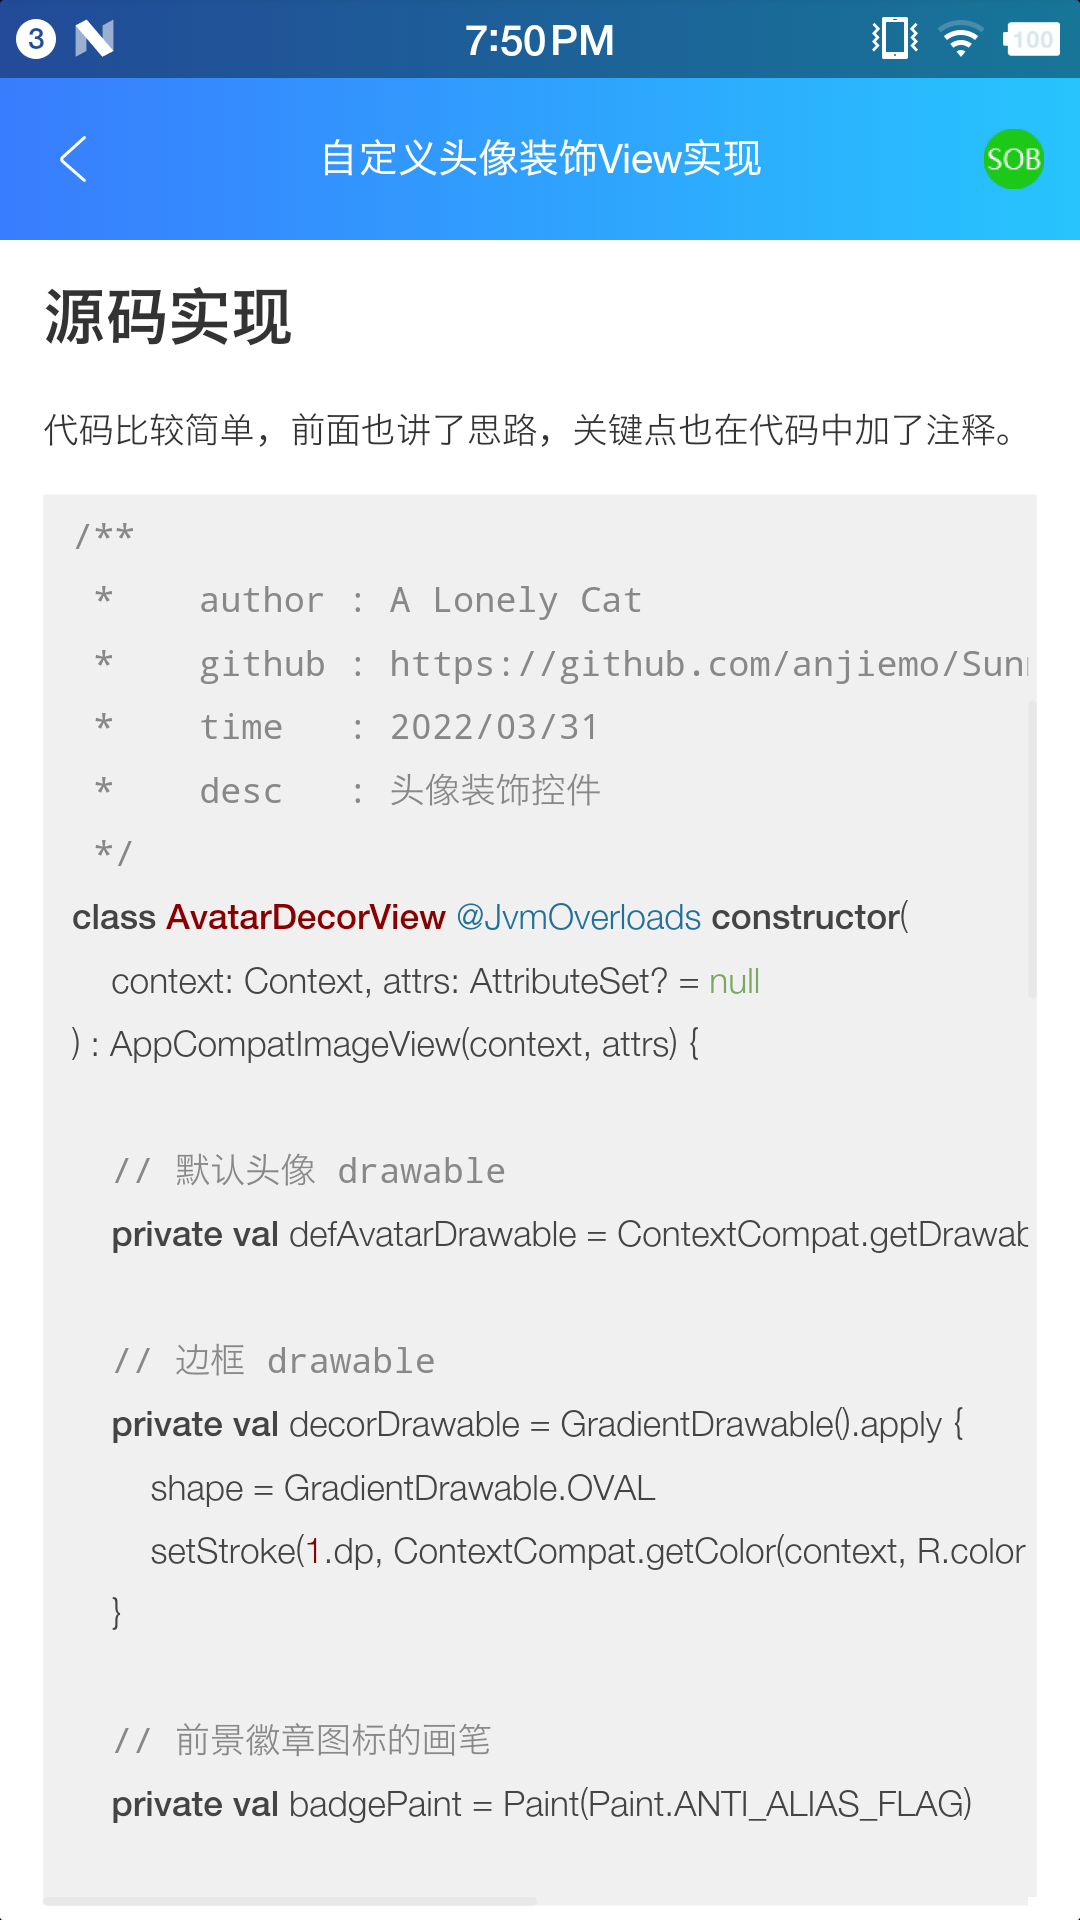 3
7:50PM
100
自定义头像装饰View实现
SOB
源码实现
代码比较简单，前面也讲了思路，关键点也在代码中加了注释。
/**
 *    author : A Lonely Cat
 *    github : https://github.com/anjiemo/Sun
 *    time   : 2022/03/31
 *    desc   : 头像装饰控件
 */
class AvatarDecorView @JvmOverloads constructor(
    context: Context, attrs: AttributeSet? = null
) : AppCompatImageView(context, attrs) {
    // 默认头像 drawable
    private val defAvatarDrawable = ContextCompat.getDrawab
    // 边框 drawable
    private val decorDrawable = GradientDrawable().apply {
        shape = GradientDrawable.OVAL
        setStroke(1.dp, ContextCompat.getColor(context, R.color
    }
    // 前景徽章图标的画笔
    private val badgePaint = Paint(Paint.ANTI_ALIAS_FLAG)